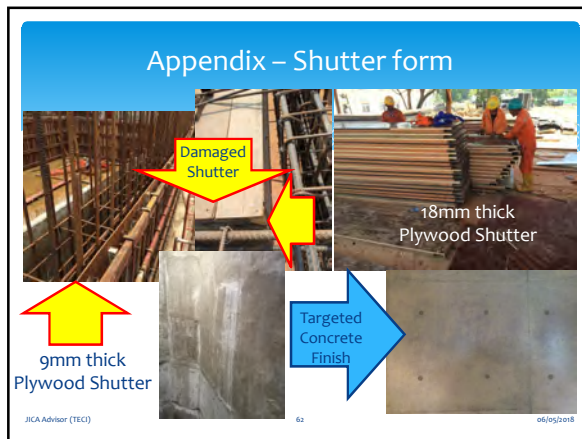 Appendix – Shutter form
Damaged
Shutter
18mm thick
Plywood Shutter
9mm thick
Plywood Shutter
Targeted
Concrete
Finish
JICA Advisor (TECI)
62
06/05/2018